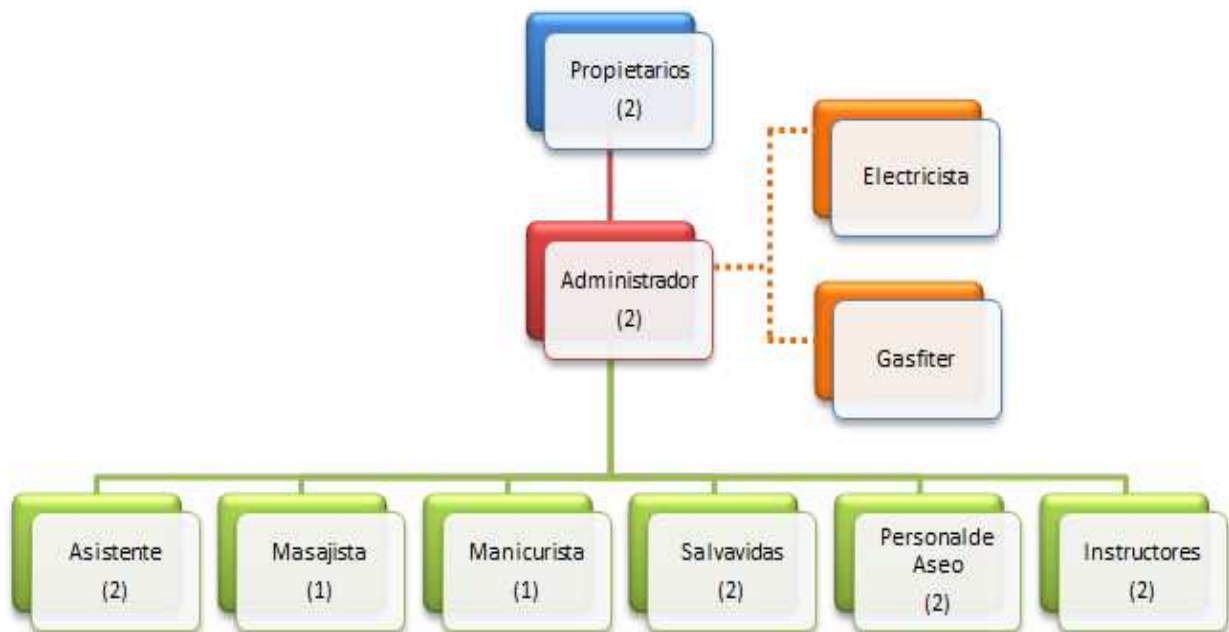 Propietarios
(2)
Electricista
Administrador
(2)
Gasfiter
Asistente
(2)
Masajista
(1)
Manicurista
(1)
Salvavidas
(2)
Personalde
Aseo
(2)
Instructores
(2)